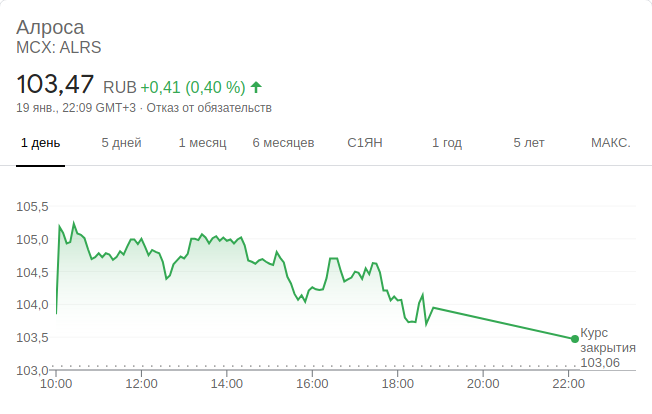 Алроса
MCX: ALRS
103,47 RUB +0,41 (0,40 %)
19 янв., 22:09 GMT+3 · Отказ от обязательств
1 день 5 дней 1 месяц 6 месяцев С1ЯН 1 год 5 лет МАКС.
105,5
105,0
104,5
104,0
103,5
103,0
Курс
закрытия
103,06
10:00 12:00 14:00 16:00 18:00 20:00 22:00